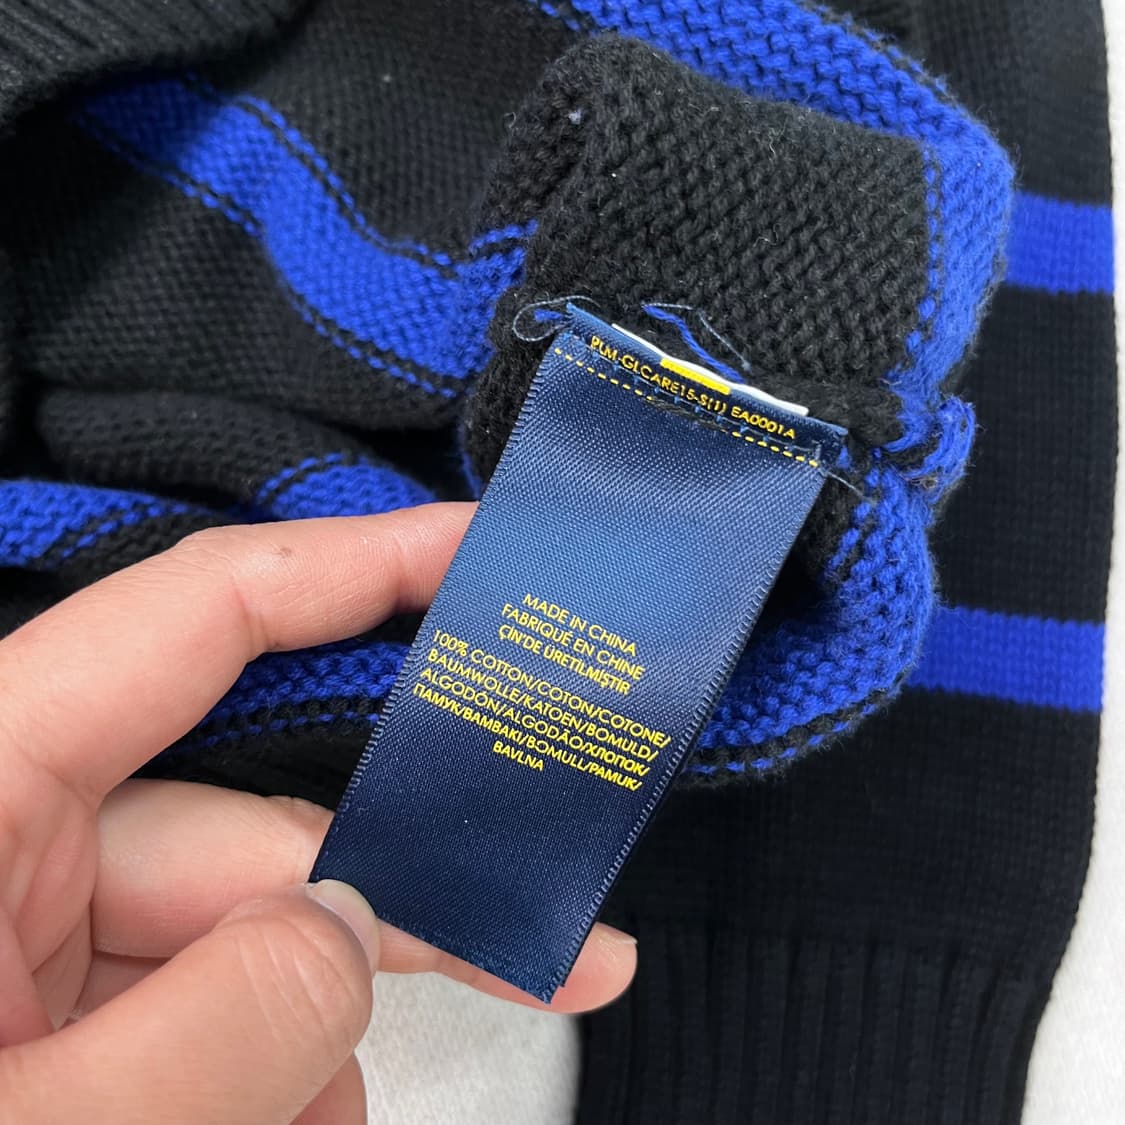 PLM-GLCARE15-S(1) EA0001A
MADE IN CHINA
FABRIQUÉ EN CHINE
ÇİN'DE ÜRETİLMİŞTİR
100% COTTON/COTON/COTONE/
BAUMWOLLE/KATOEN/BOMULD/
ALGODÓN/ALGODÃO/ХЛОПОК/
ПАМУК/ΒΑΜΒΑΚΙ/BOMULL/PAMUK/
BAVLNA